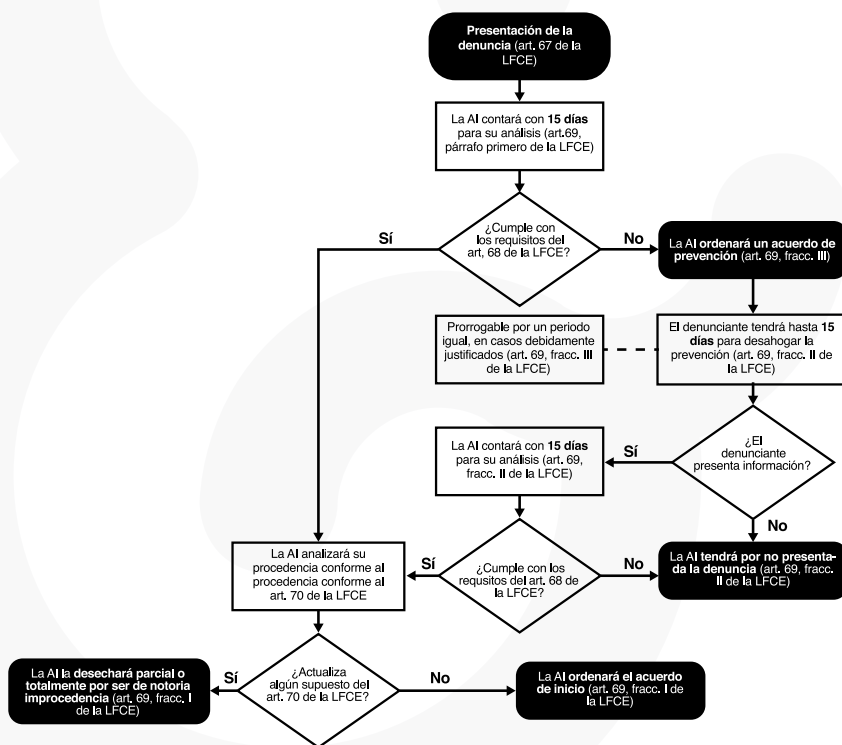 Presentación de la
denuncia (art. 67 de la
LFCE)
La AI contará con 15 días
para su análisis (art.69,
párrafo primero de la LFCE)
¿Cumple con
los requisitos del
art, 68 de la LFCE?
Sí
No
La AI ordenará un acuerdo de
prevención (art. 69, fracc. III)
Prorrogable por un periodo
igual, en casos debidamente
justificados (art. 69, fracc. III
de la LFCE)
El denunciante tendrá hasta 15
días para desahogar la
prevención (art. 69, fracc. II de
la LFCE)
¿El
denunciante
presenta información?
Sí
No
La AI contará con 15 días
para su análisis (art. 69,
fracc. II de la LFCE)
La AI analizará su
procedencia conforme al
procedencia conforme al
art. 70 de la LFCE
Sí
¿Cumple con los
requsitos del art. 68 de
la LFCE?
No
La AI tendrá por no presenta-
da la denuncia (art. 69, fracc.
II de la LFCE)
La AI la desechará parcial o
totalmente por ser de notoria
improcedencia (art. 69, fracc. I
de la LFCE)
Sí
¿Actualiza
algún supuesto del
art. 70 de la LFCE?
No
La AI ordenará el acuerdo
de inicio (art. 69, fracc. I de
la LFCE)